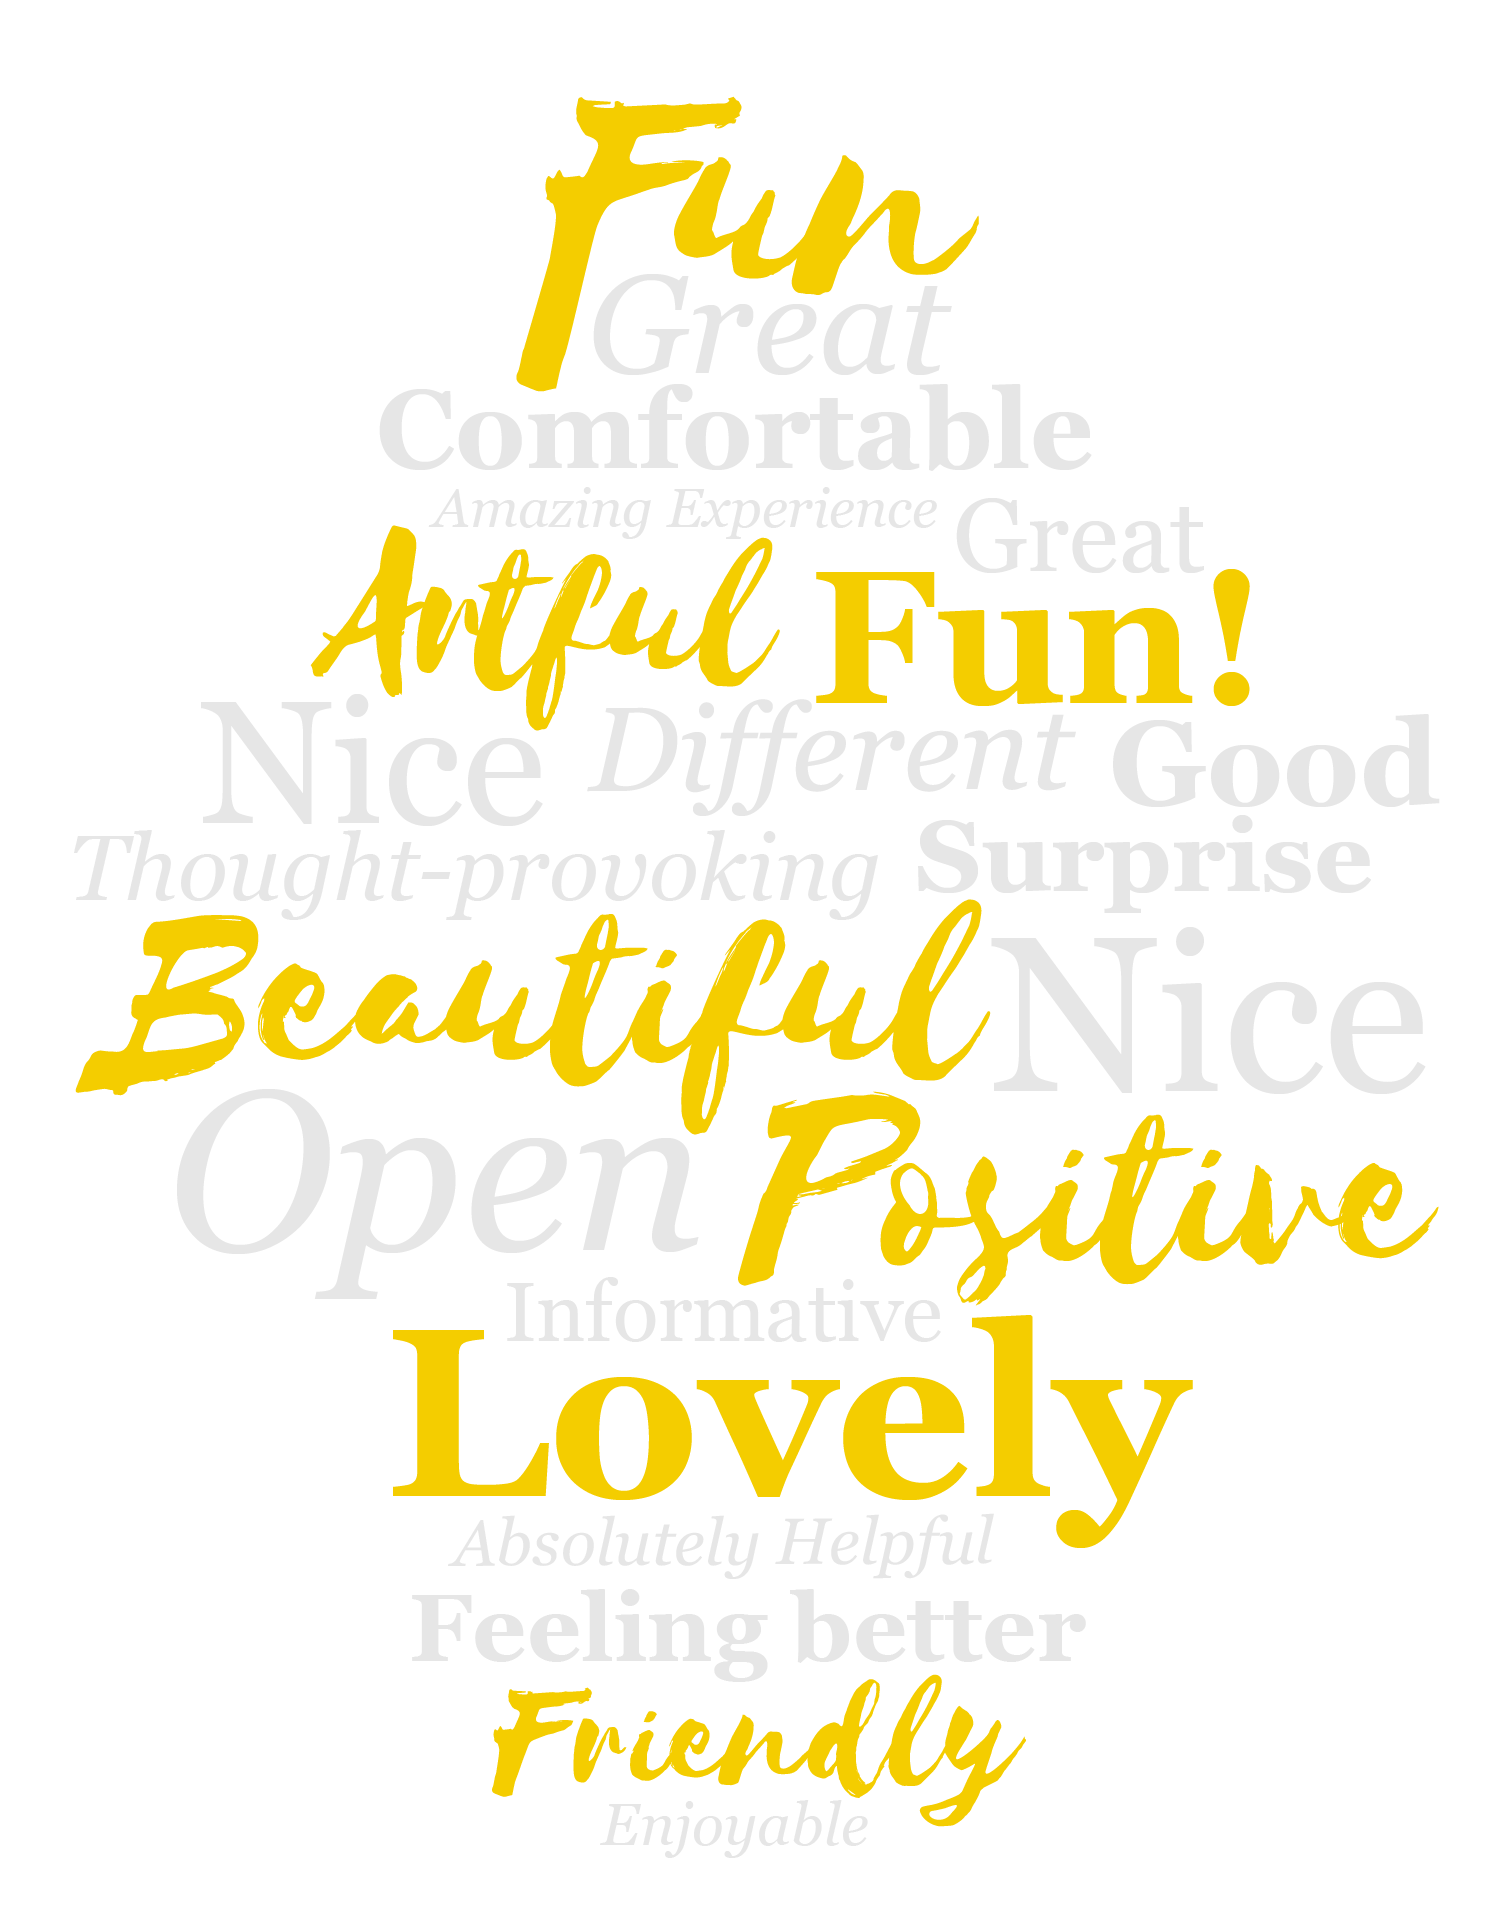 Fun
Great
Comfortable
Amazing Experience Great
Artful Fun!
Nice Different Good
Thought-provoking Surprise
Beautiful Nice
Open Positive
Informative
Lovely
Absolutely Helpful
Feeling better
Friendly
Enjoyable